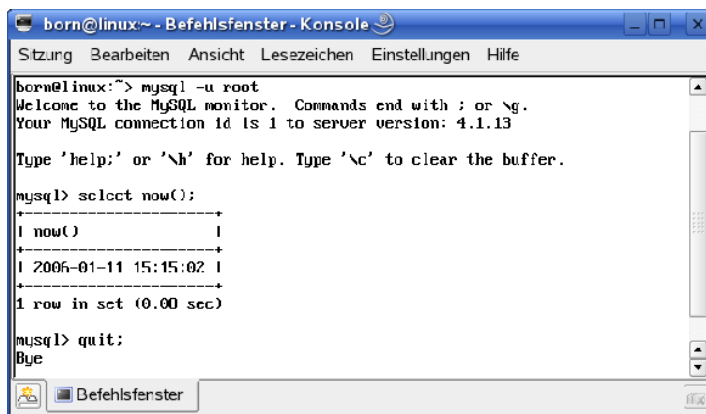 born@linux:~ - Befehlsfenster - Konsole
Sitzung Bearbeiten Ansicht Lesezeichen Einstellungen Hilfe
born@linux:~> mysql -u root
Welcome to the MySQL monitor.  Commands end with ; or \g.
Your MySQL connection id is 1 to server version: 4.1.13
Type 'help;' or '\h' for help. Type '\c' to clear the buffer.
mysql> select now();
+---------------------+
| now()               |
+---------------------+
| 2006-01-11 15:15:02 |
+---------------------+
1 row in set (0.00 sec)
mysql> quit;
Bye
Befehlsfenster